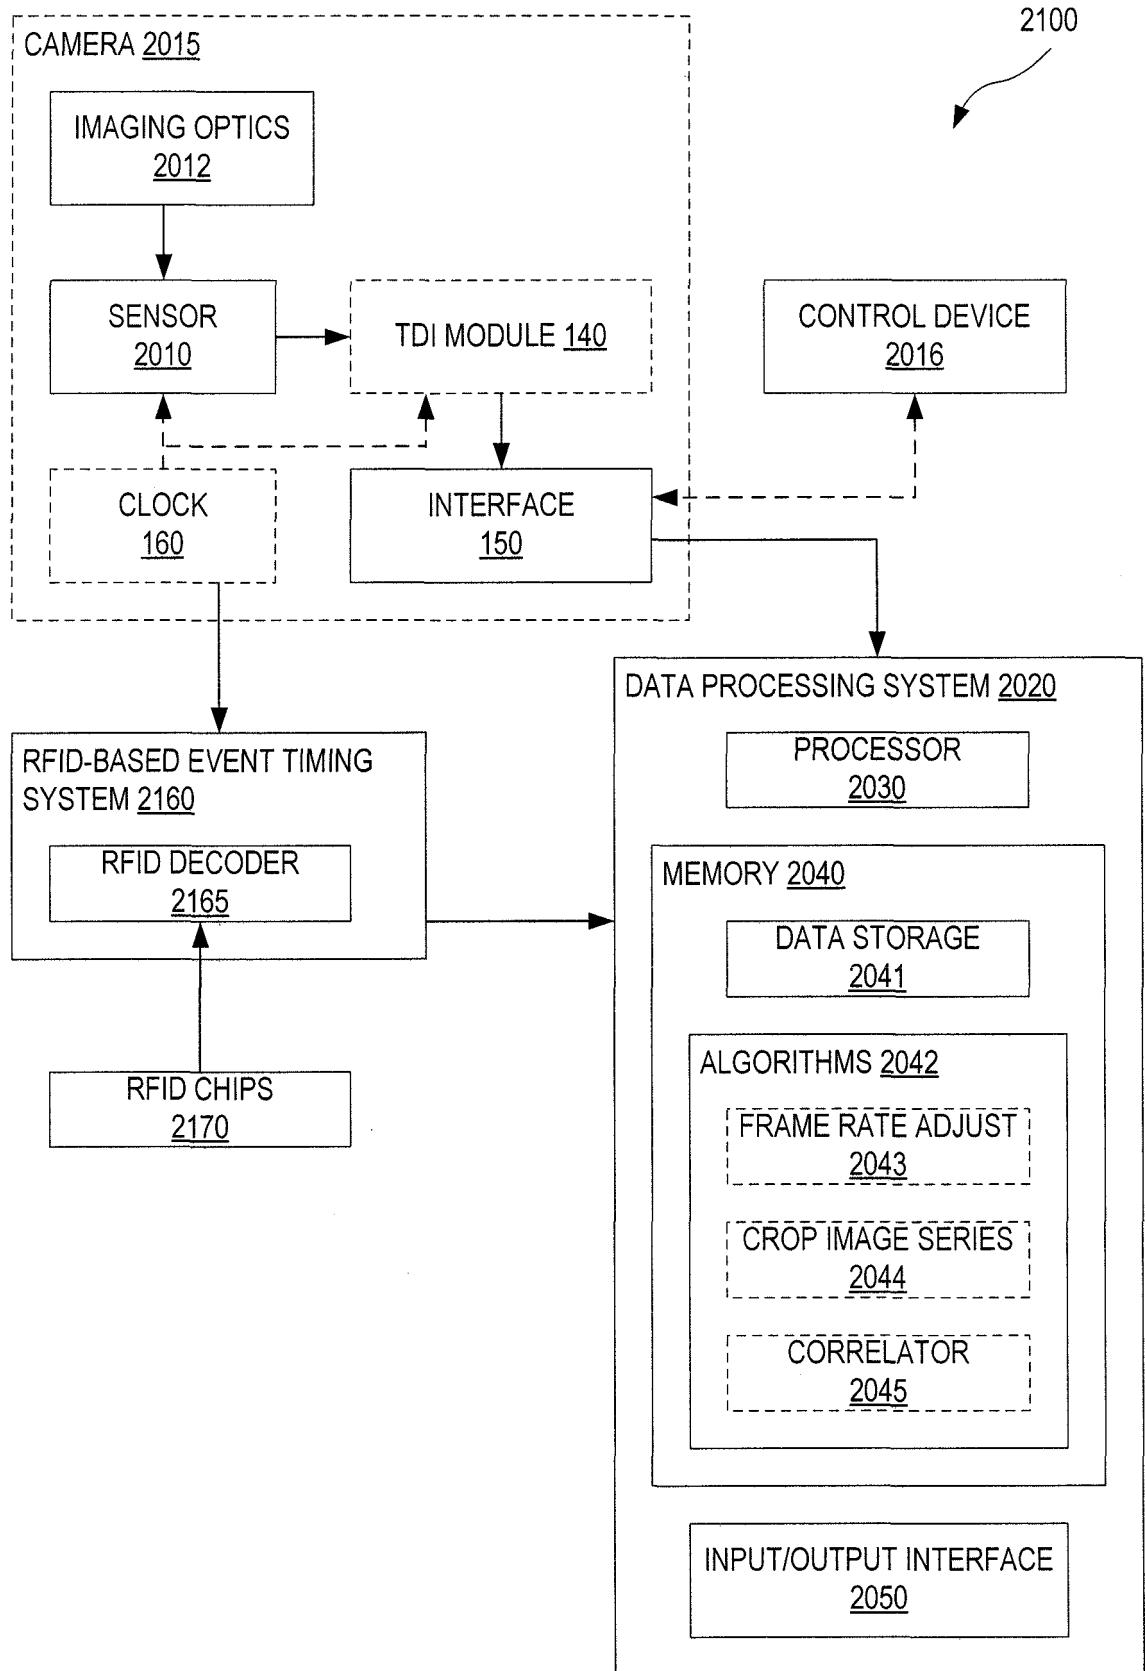 2100
CAMERA 2015
IMAGING OPTICS
2012
SENSOR
2010
TDI MODULE 140
CONTROL DEVICE
2016
CLOCK
160
INTERFACE
150
RFID-BASED EVENT TIMING
SYSTEM 2160
RFID DECODER
2165
RFID CHIPS
2170
DATA PROCESSING SYSTEM 2020
PROCESSOR
2030
MEMORY 2040
DATA STORAGE
2041
ALGORITHMS 2042
FRAME RATE ADJUST
2043
CROP IMAGE SERIES
2044
CORRELATOR
2045
INPUT/OUTPUT INTERFACE
2050